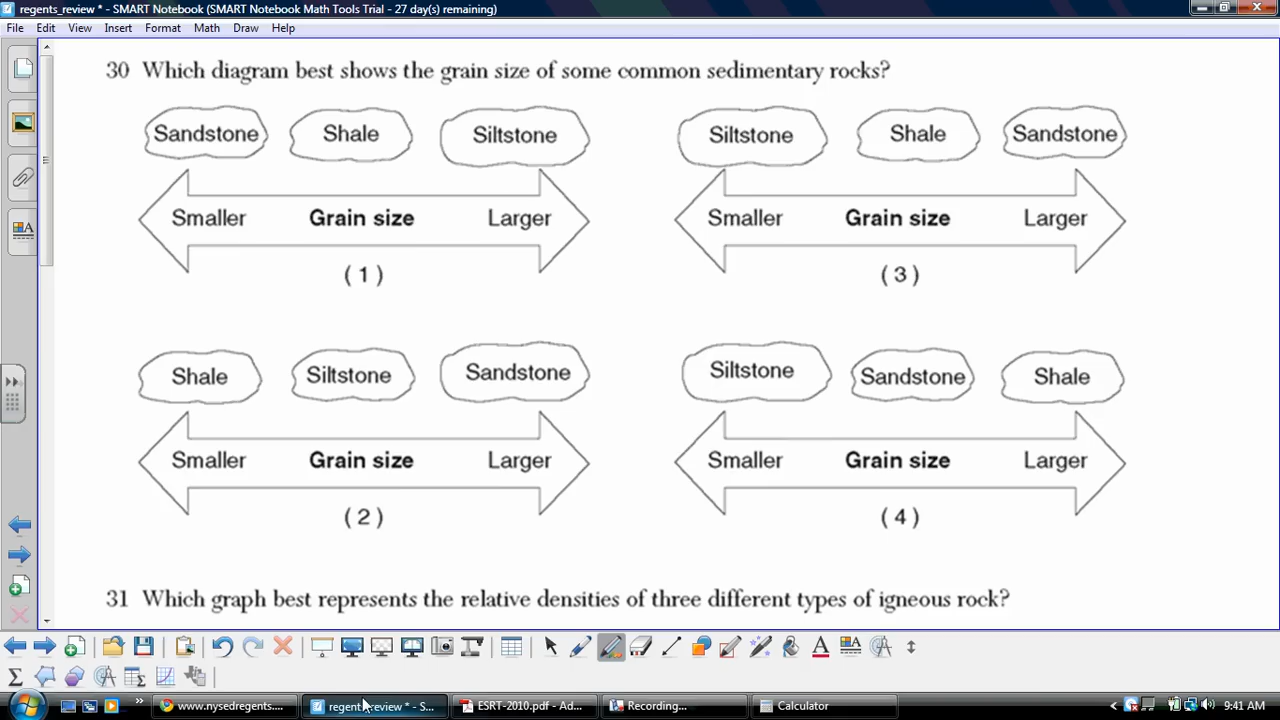 regents_review * - SMART Notebook (SMART Notebook Math Tools Trial - 27 day(s) remaining)
File Edit View Insert Format Math Draw Help
30 Which diagram best shows the grain size of some common sedimentary rocks?
Sandstone Shale Siltstone
Smaller Grain size Larger
( 1 )
Siltstone Shale Sandstone
Smaller Grain size Larger
( 3 )
Shale Siltstone Sandstone
Smaller Grain size Larger
( 2 )
Siltstone Sandstone Shale
Smaller Grain size Larger
( 4 )
31 Which graph best represents the relative densities of three different types of igneous rock?
www.nysedregents.... regents_review * - S... ESRT-2010.pdf - Ad... Recording... Calculator 9:41 AM